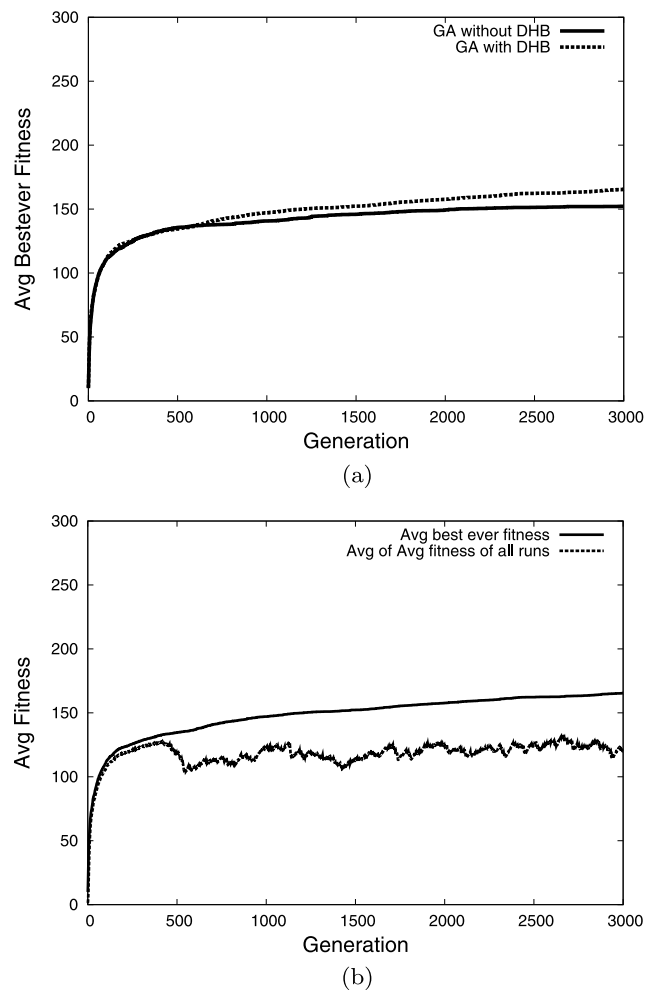 300
250
200
150
100
50
0
Avg Bestever Fitness
GA without DHB
GA with DHB
0 500 1000 1500 2000 2500 3000
Generation
(a)
300
250
200
150
100
50
0
Avg Fitness
Avg best ever fitness
Avg of Avg fitness of all runs
0 500 1000 1500 2000 2500 3000
Generation
(b)